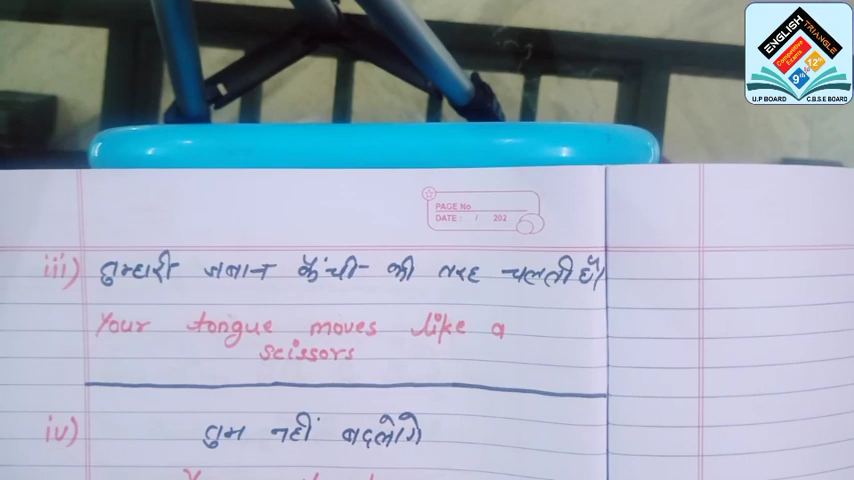 ENGLISH
TRIANGLE
Competitive
Exams
9th
to
12th
U.P BOARD C.B.S.E BOARD
PAGE No
DATE : / 202
iii) तुम्हारी जबान कैंची की तरह चलती है।
Your tongue moves like a
scissors
iv) तुम नहीं बदलोगे